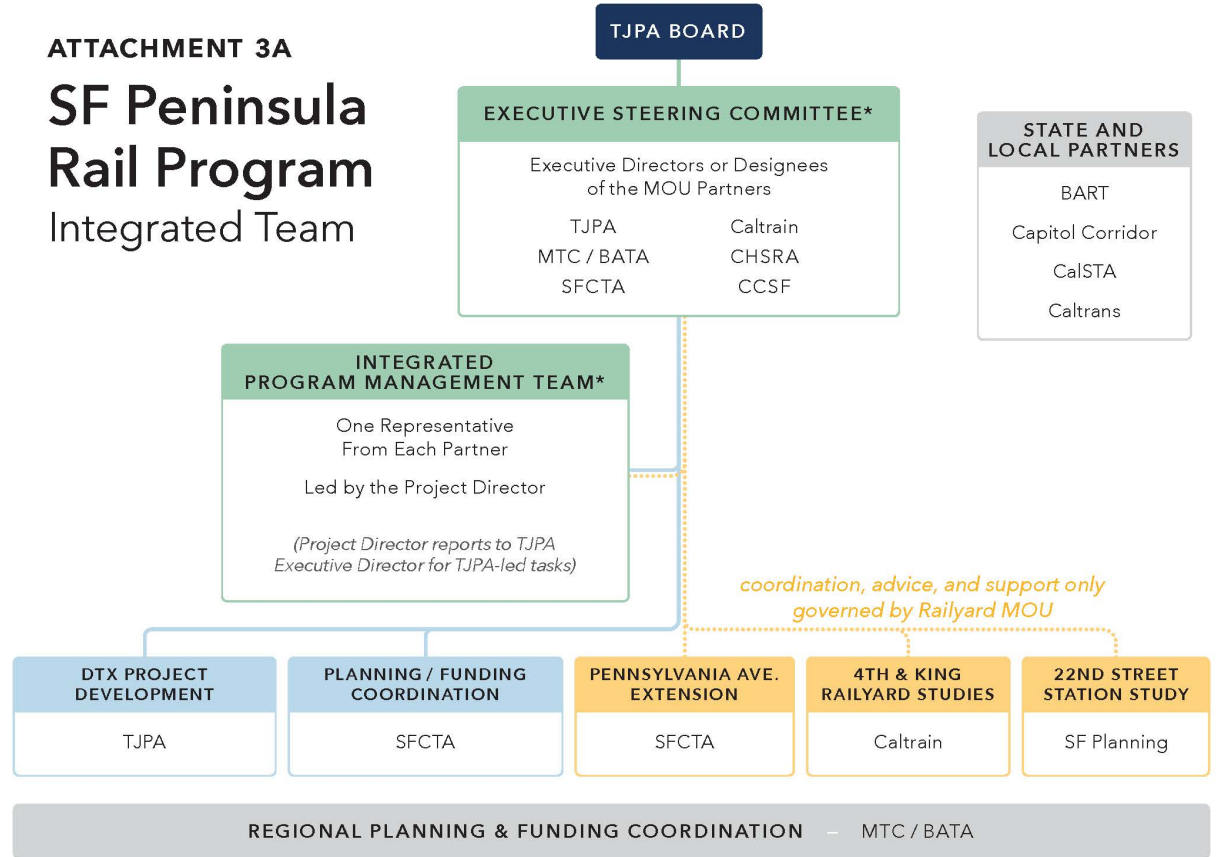 ATTACHMENT 3A
SF Peninsula
Rail Program
Integrated Team
TJPA BOARD
EXECUTIVE STEERING COMMITTEE*
Executive Directors or Designees
of the MOU Partners
TJPA
MTC / BATA
SFCTA
Caltrain
CHSRA
CCSF
STATE AND
LOCAL PARTNERS
BART
Capitol Corridor
CalSTA
Caltrans
INTEGRATED
PROGRAM MANAGEMENT TEAM*
One Representative
From Each Partner
Led by the Project Director
(Project Director reports to TJPA
Executive Director for TJPA-led tasks)
coordination, advice, and support only
governed by Railyard MOU
DTX PROJECT
DEVELOPMENT
TJPA
PLANNING / FUNDING
COORDINATION
SFCTA
PENNSYLVANIA AVE.
EXTENSION
SFCTA
4TH & KING
RAILYARD STUDIES
Caltrain
22ND STREET
STATION STUDY
SF Planning
REGIONAL PLANNING & FUNDING COORDINATION – MTC / BATA